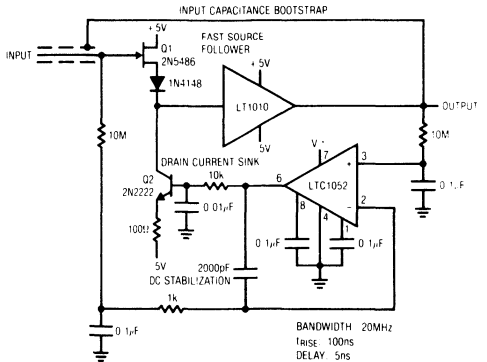 INPUT CAPACITANCE BOOTSTRAP
+ 5V
FAST SOURCE
FOLLOWER
INPUT
Q1
2N5486
+ 5V
1N4148
LT1010
OUTPUT
5V
10M
10M
DRAIN CURRENT SINK
V +
7
3
+
Q2
2N2222
10k
6
LTC1052
2
−
0 1µF
0 01µF
8
4
1
100Ω
0 1µF
0 1µF
5V
2000pF
DC STABILIZATION
1k
0 1µF
BANDWIDTH 20MHz
tRISE 100ns
DELAY 5ns